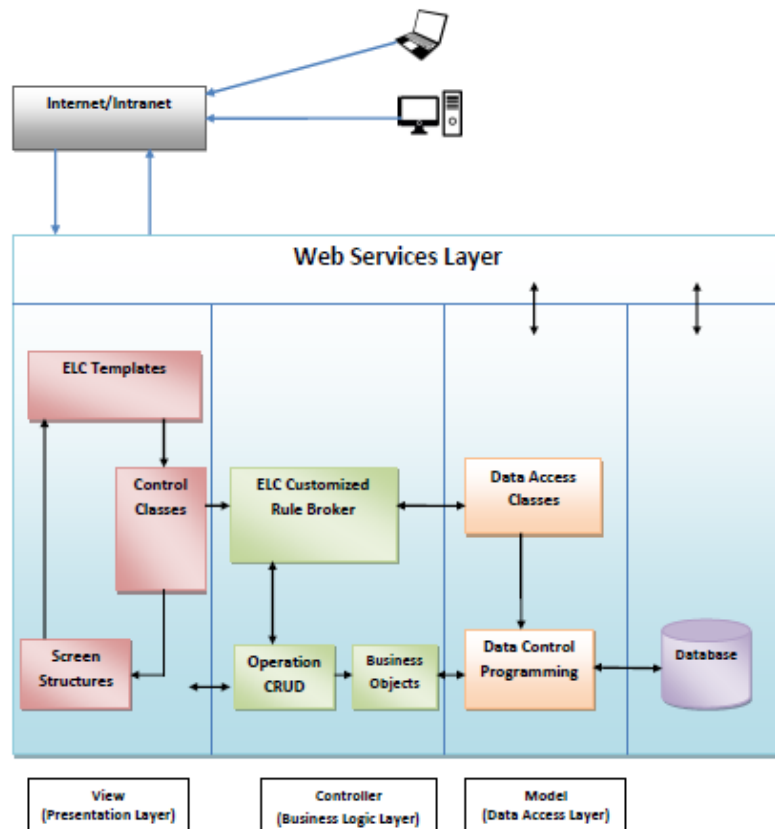 Internet/Intranet
Web Services Layer
ELC Templates
Control
Classes
ELC Customized
Rule Broker
Data Access
Classes
Screen
Structures
Operation
CRUD
Business
Objects
Data Control
Programming
Database
View
(Presentation Layer)
Controller
(Business Logic Layer)
Model
(Data Access Layer)